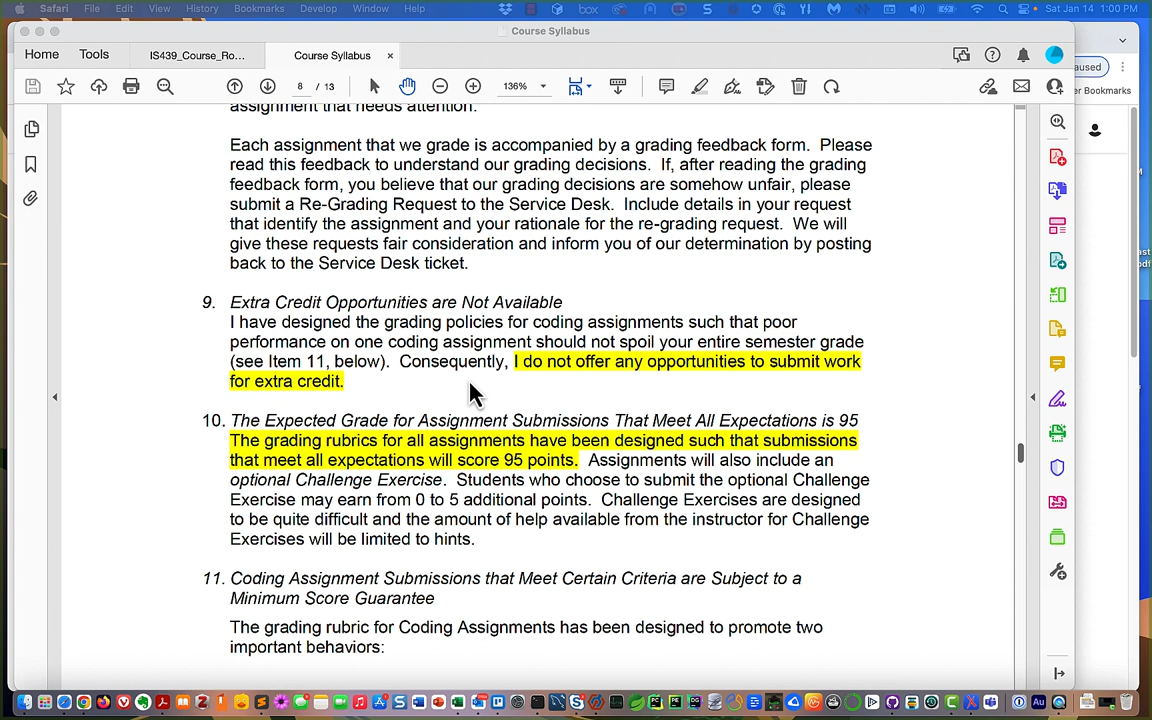 Safari File Edit View History Bookmarks Develop Window Help box Sat Jan 14 1:00 PM
Course Syllabus
Home Tools IS439_Course_Ro... Course Syllabus ×
aused
8 / 13 136%
er Bookmarks
assignment that needs attention.
Each assignment that we grade is accompanied by a grading feedback form. Please
read this feedback to understand our grading decisions. If, after reading the grading
feedback form, you believe that our grading decisions are somehow unfair, please
submit a Re-Grading Request to the Service Desk. Include details in your request
that identify the assignment and your rationale for the re-grading request. We will
give these requests fair consideration and inform you of our determination by posting
back to the Service Desk ticket.
9. Extra Credit Opportunities are Not Available
I have designed the grading policies for coding assignments such that poor
performance on one coding assignment should not spoil your entire semester grade
(see Item 11, below). Consequently, I do not offer any opportunities to submit work
for extra credit.
10. The Expected Grade for Assignment Submissions That Meet All Expectations is 95
The grading rubrics for all assignments have been designed such that submissions
that meet all expectations will score 95 points. Assignments will also include an
optional Challenge Exercise. Students who choose to submit the optional Challenge
Exercise may earn from 0 to 5 additional points. Challenge Exercises are designed
to be quite difficult and the amount of help available from the instructor for Challenge
Exercises will be limited to hints.
11. Coding Assignment Submissions that Meet Certain Criteria are Subject to a
Minimum Score Guarantee
The grading rubric for Coding Assignments has been designed to promote two
important behaviors: